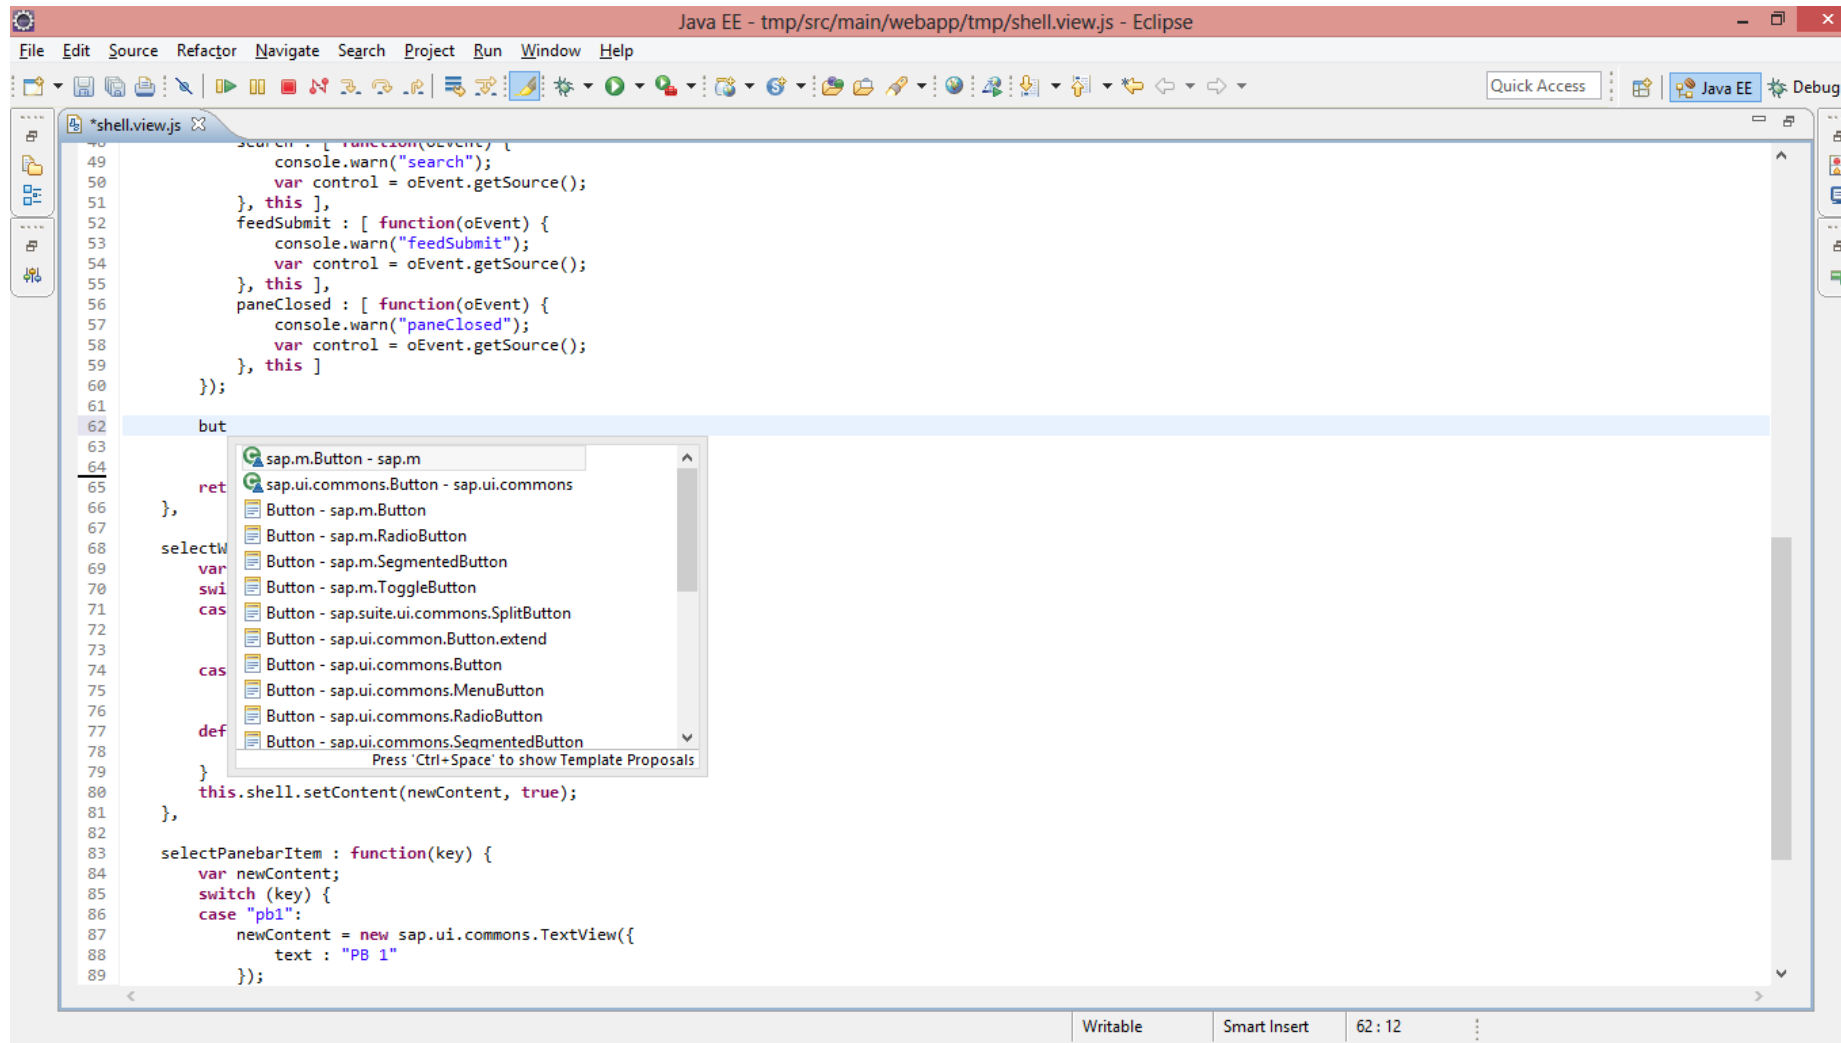 Java EE - tmp/src/main/webapp/tmp/shell.view.js - Eclipse
File Edit Source Refactor Navigate Search Project Run Window Help
Quick Access
Java EE
Debug
*shell.view.js
48 search : [ function(oEvent) {
49 console.warn("search");
50 var control = oEvent.getSource();
51 }, this ],
52 feedSubmit : [ function(oEvent) {
53 console.warn("feedSubmit");
54 var control = oEvent.getSource();
55 }, this ],
56 paneClosed : [ function(oEvent) {
57 console.warn("paneClosed");
58 var control = oEvent.getSource();
59 }, this ]
60 });
61
62 but
63
64
65 ret
66 },
67
68 selectW
69 var
70 swi
71 cas
72
73
74 cas
75
76
77 def
78
79 }
80 this.shell.setContent(newContent, true);
81 },
82
83 selectPanebarItem : function(key) {
84 var newContent;
85 switch (key) {
86 case "pb1":
87 newContent = new sap.ui.commons.TextView({
88 text : "PB 1"
89 });
sap.m.Button - sap.m
sap.ui.commons.Button - sap.ui.commons
Button - sap.m.Button
Button - sap.m.RadioButton
Button - sap.m.SegmentedButton
Button - sap.m.ToggleButton
Button - sap.suite.ui.commons.SplitButton
Button - sap.ui.common.Button.extend
Button - sap.ui.commons.Button
Button - sap.ui.commons.MenuButton
Button - sap.ui.commons.RadioButton
Button - sap.ui.commons.SegmentedButton
Press 'Ctrl+Space' to show Template Proposals
Writable
Smart Insert
62 : 12